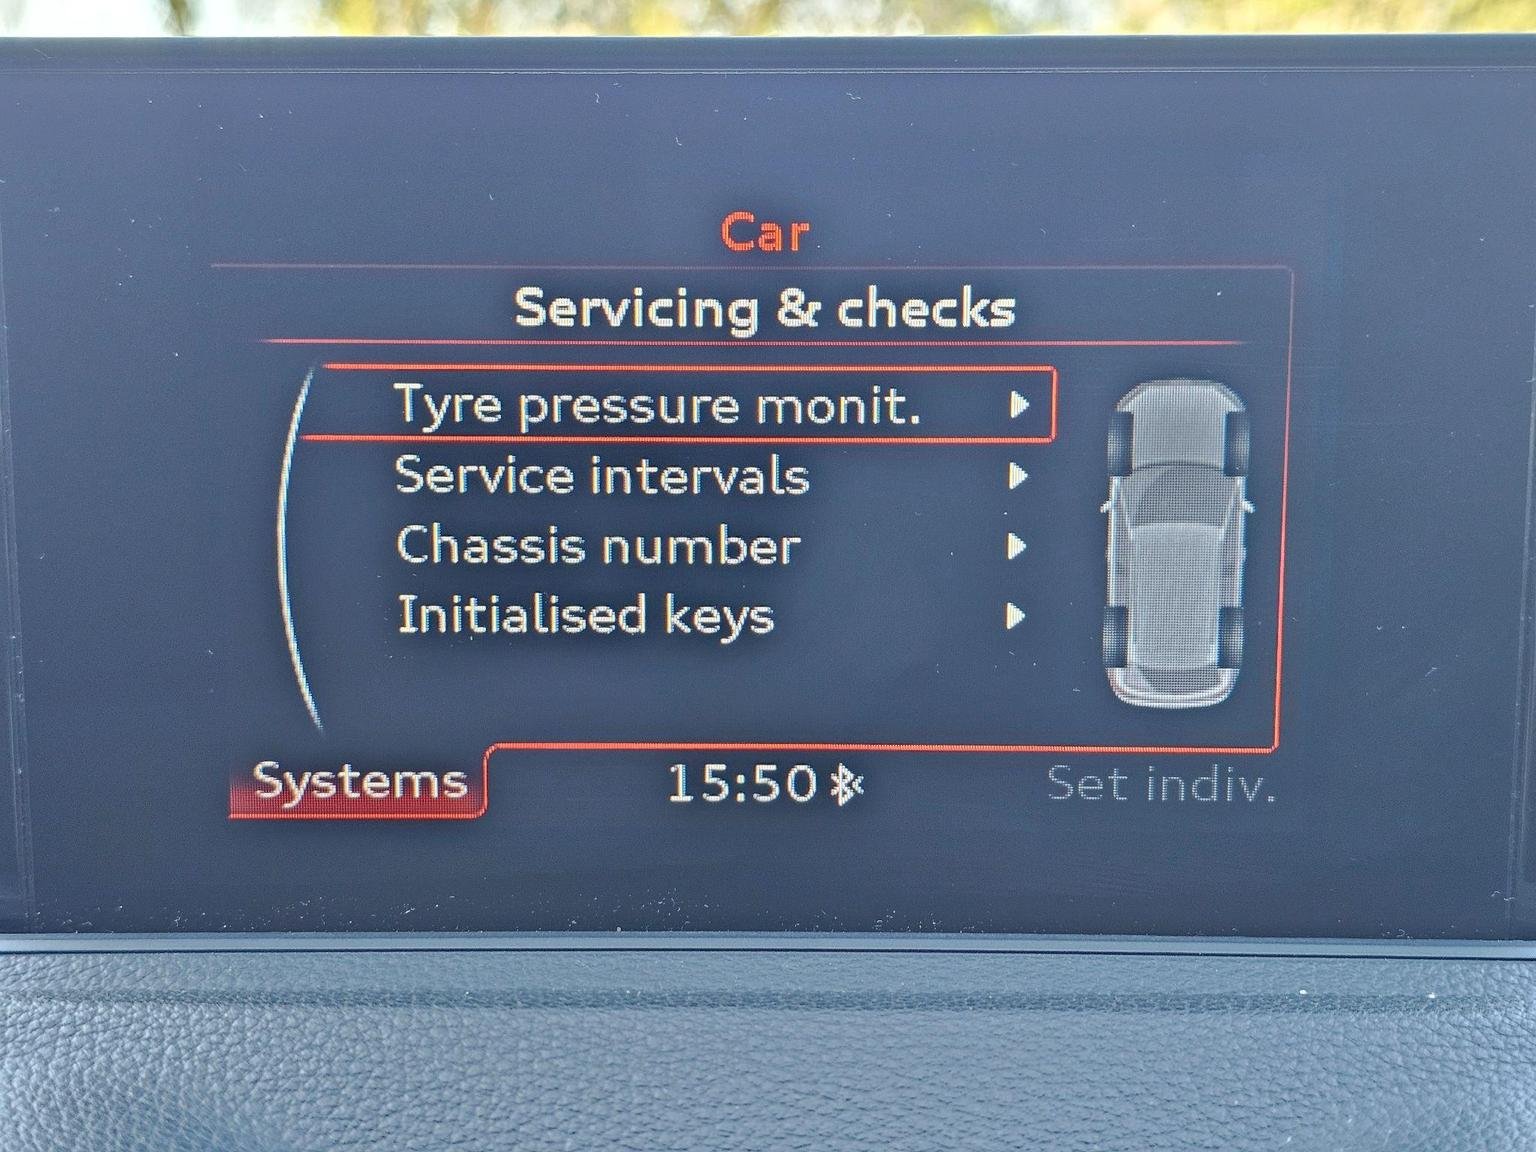 Car
Servicing & checks
Tyre pressure monit.
Service intervals
Chassis number
Initialised keys
Systems
15:50
Set indiv.